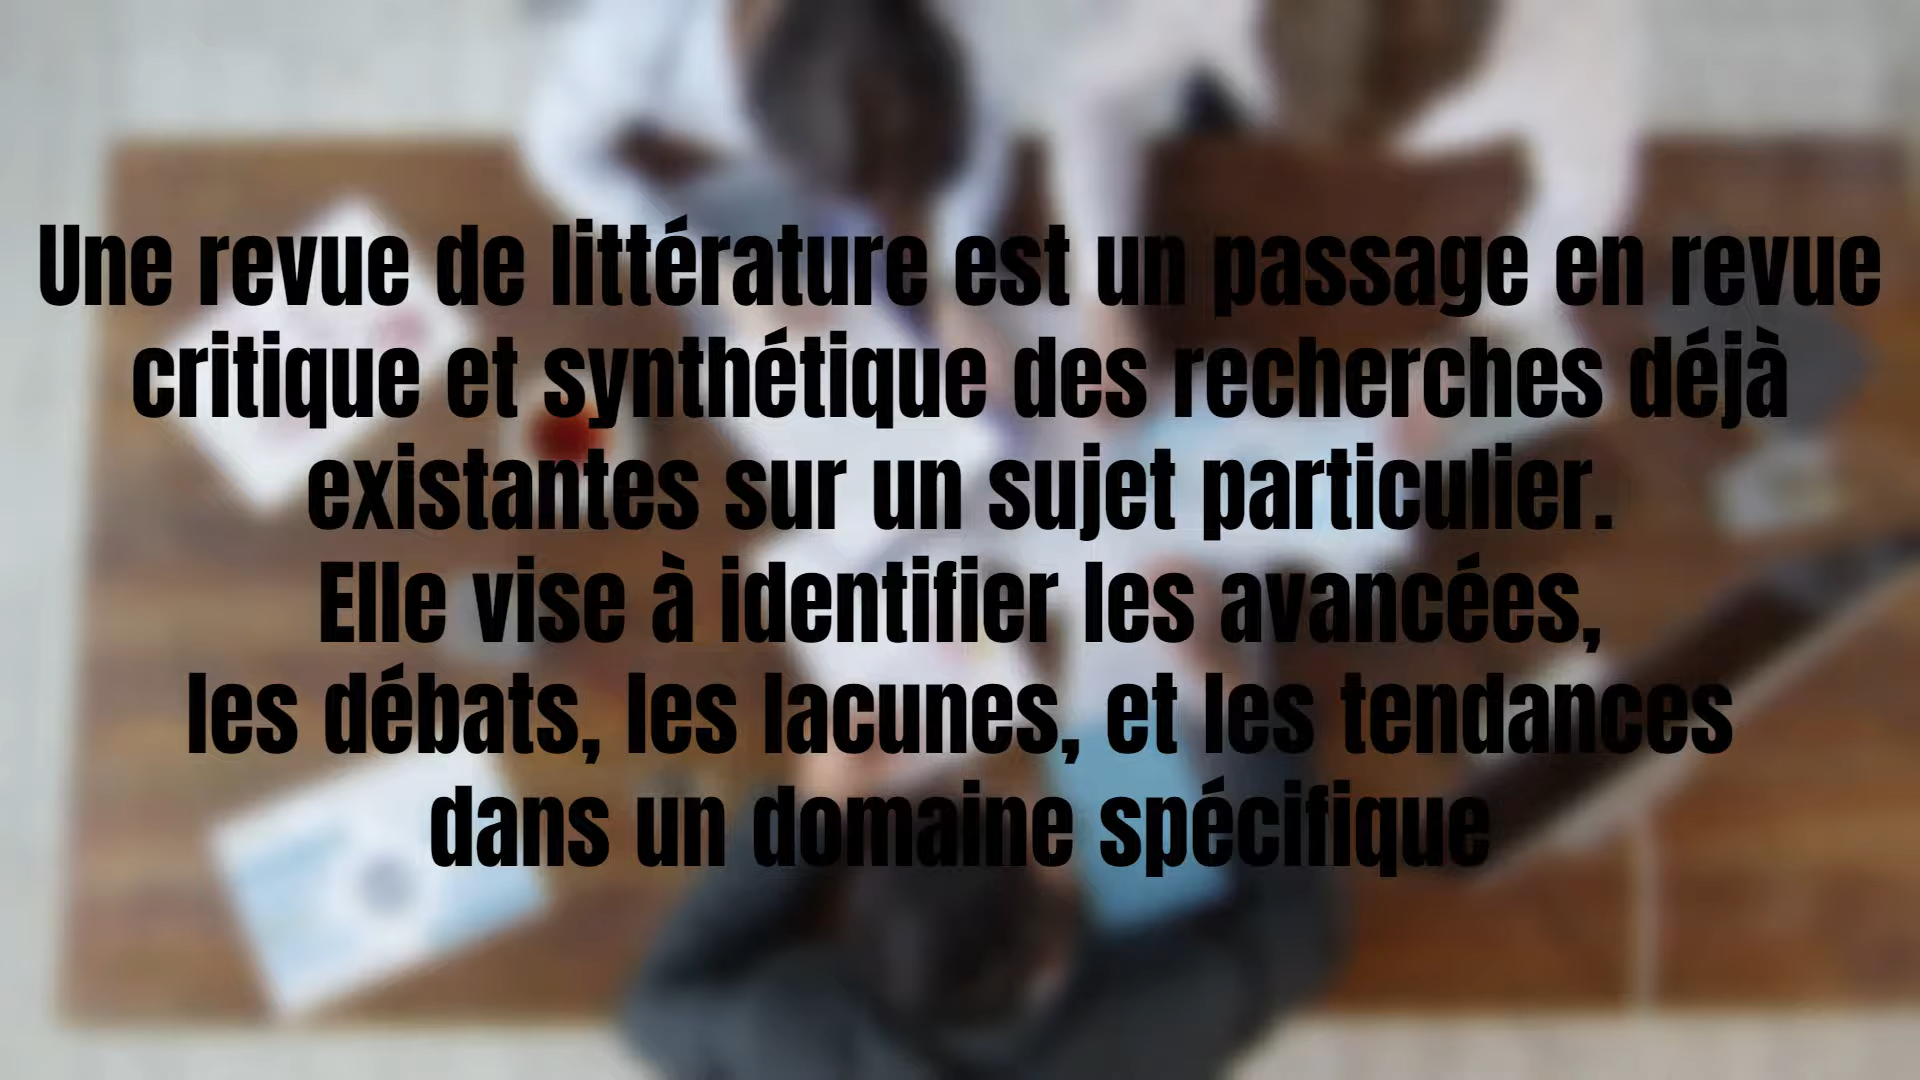 Une revue de littérature est un passage en revue
critique et synthétique des recherches déjà
existantes sur un sujet particulier.
Elle vise à identifier les avancées,
les débats, les lacunes, et les tendances
dans un domaine spécifique